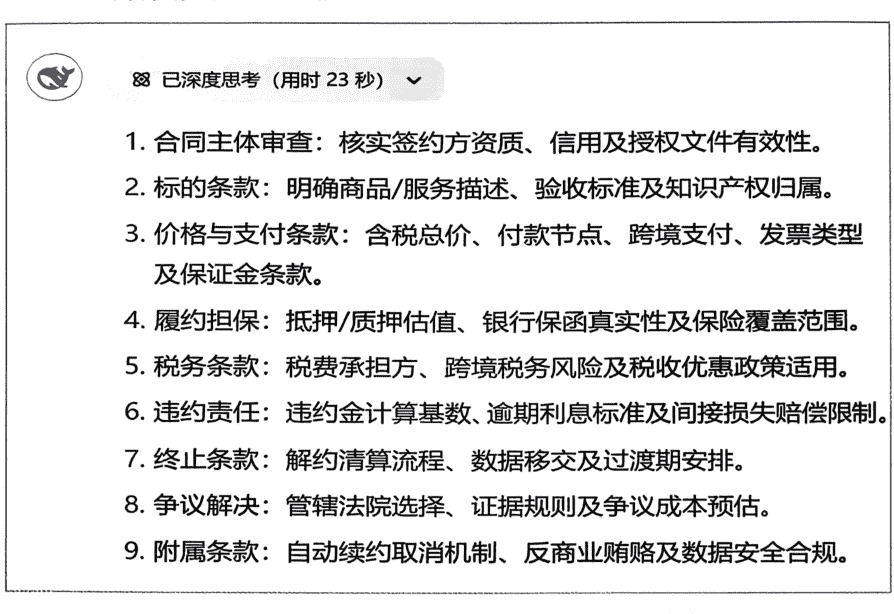 已深度思考（用时 23 秒）
1. 合同主体审查：核实签约方资质、信用及授权文件有效性。
2. 标的条款：明确商品/服务描述、验收标准及知识产权归属。
3. 价格与支付条款：含税总价、付款节点、跨境支付、发票类型
及保证金条款。
4. 履约担保：抵押/质押估值、银行保函真实性及保险覆盖范围。
5. 税务条款：税费承担方、跨境税务风险及税收优惠政策适用。
6. 违约责任：违约金计算基数、逾期利息标准及间接损失赔偿限制。
7. 终止条款：解约清算流程、数据移交及过渡期安排。
8. 争议解决：管辖法院选择、证据规则及争议成本预估。
9. 附属条款：自动续约取消机制、反商业贿赂及数据安全合规。